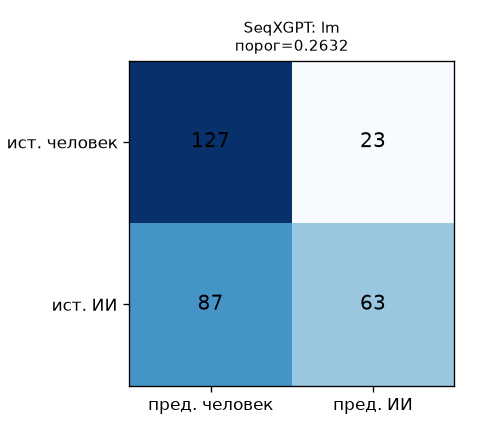 SeqXGPT: lm
порог=0.2632
ист. человек
127
23
ист. ИИ
87
63
пред. человек
пред. ИИ